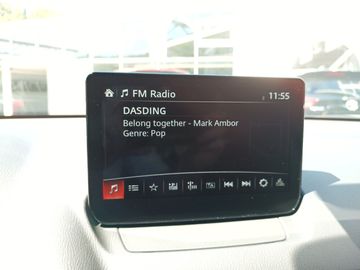 FM Radio
11:55
DASDING
Belong together - Mark Ambor
Genre: Pop